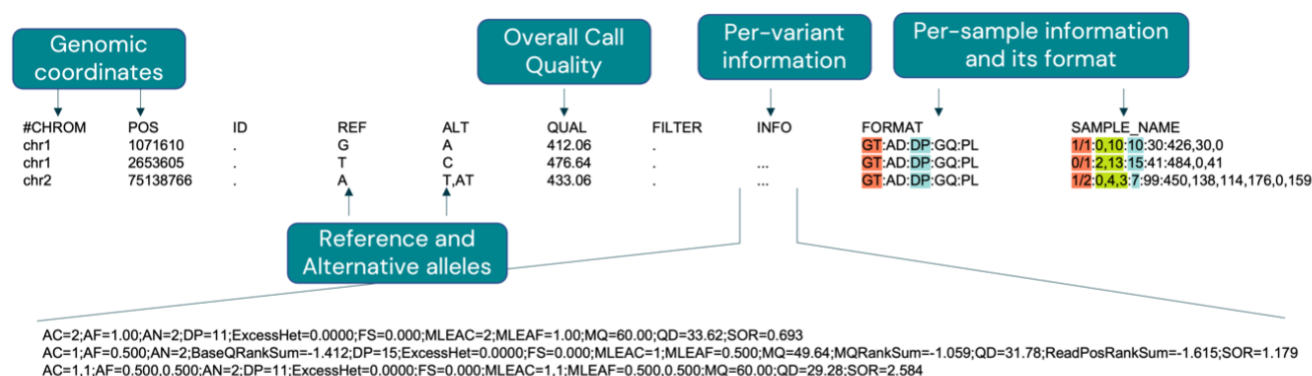 Genomic
coordinates
Overall Call
Quality
Per-variant
information
Per-sample information
and its format
#CHROM POS ID REF ALT QUAL FILTER INFO FORMAT SAMPLE_NAME
chr1 1071610 . G A 412.06 . GT:AD:DP:GQ:PL 1/1:0,10:10:30:426,30,0
chr1 2653605 . T C 476.64 . ... GT:AD:DP:GQ:PL 0/1:2,13:15:41:484,0,41
chr2 75138766 . A T,AT 433.06 . ... GT:AD:DP:GQ:PL 1/2:0,4,3:7:99:450,138,114,176,0,159
Reference and
Alternative alleles
AC=2;AF=1.00;AN=2;DP=11;ExcessHet=0.0000;FS=0.000;MLEAC=2;MLEAF=1.00;MQ=60.00;QD=33.62;SOR=0.693
AC=1;AF=0.500;AN=2;BaseQRankSum=-1.412;DP=15;ExcessHet=0.0000;FS=0.000;MLEAC=1;MLEAF=0.500;MQ=49.64;MQRankSum=-1.059;QD=31.78;ReadPosRankSum=-1.615;SOR=1.179
AC=1,1;AF=0.500,0.500;AN=2;DP=11;ExcessHet=0.0000;FS=0.000;MLEAC=1,1;MLEAF=0.500,0.500;MQ=60.00;QD=29.28;SOR=2.584